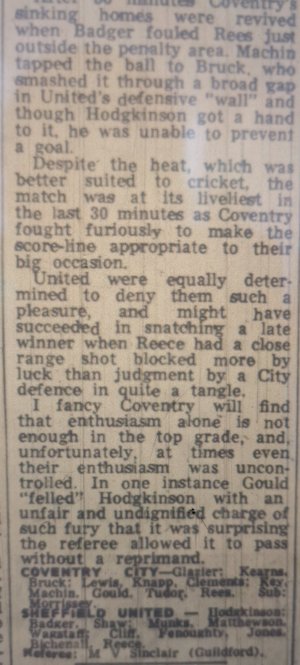 After 60 minutes Coventry's
sinking homes were revived
when Badger fouled Rees just
outside the penalty area. Machin
tapped the ball to Bruck, who
smashed it through a broad gap
in United's defensive "wall" and
though Hodgkinson got a hand
to it, he was unable to prevent
a goal.
Despite the heat, which was
better suited to cricket, the
match was at its liveliest in
the last 30 minutes as Coventry
fought furiously to make the
score-line appropriate to their
big occasion.
United were equally deter-
mined to deny them such a
pleasure, and might have
succeeded in snatching a late
winner when Reece had a close
range shot blocked more by
luck than judgment by a City
defence in quite a tangle.
I fancy Coventry will find
that enthusiasm alone is not
enough in the top grade, and,
unfortunately, at times even
their enthusiasm was uncon-
trolled. In one instance Gould
"felled" Hodgkinson with an
unfair and undignified charge of
such fury that it was surprising
the referee allowed it to pass
without a reprimand.
COVENTRY CITY—Glazier; Kearns,
Bruck; Lewis, Knapp, Clements; Key,
Machin, Gould, Tudor, Rees. Sub:
Morrissey.
SHEFFIELD UNITED — Hodgkinson;
Badger, Shaw; Munks, Matthewson,
Wagstaff; Cliff, Fenoughty, Jones,
Birchenall, Reece.
Referee: M V Sinclair (Guildford).